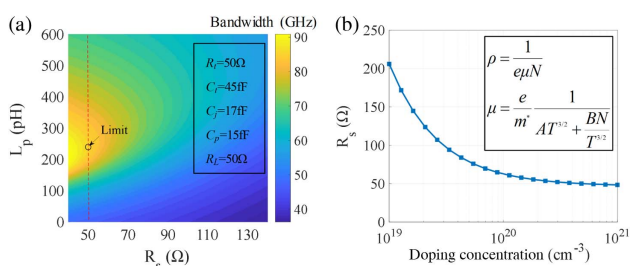 (a)
Bandwidth (GHz)
600
500
400
300
200
100
0
L_p (pH)
R_t=50Ω
C_t=45fF
C_j=17fF
C_p=15fF
R_L=50Ω
Limit
50
70
90
110
130
R_s (Ω)
90
80
70
60
50
40
(b)
250
200
150
100
50
0
R_s (Ω)
ρ = 1/(eμN)
μ = e/m* 1/(AT^{3/2} + BN/T^{3/2})
10^19
10^20
10^21
Doping concentration (cm^-3)